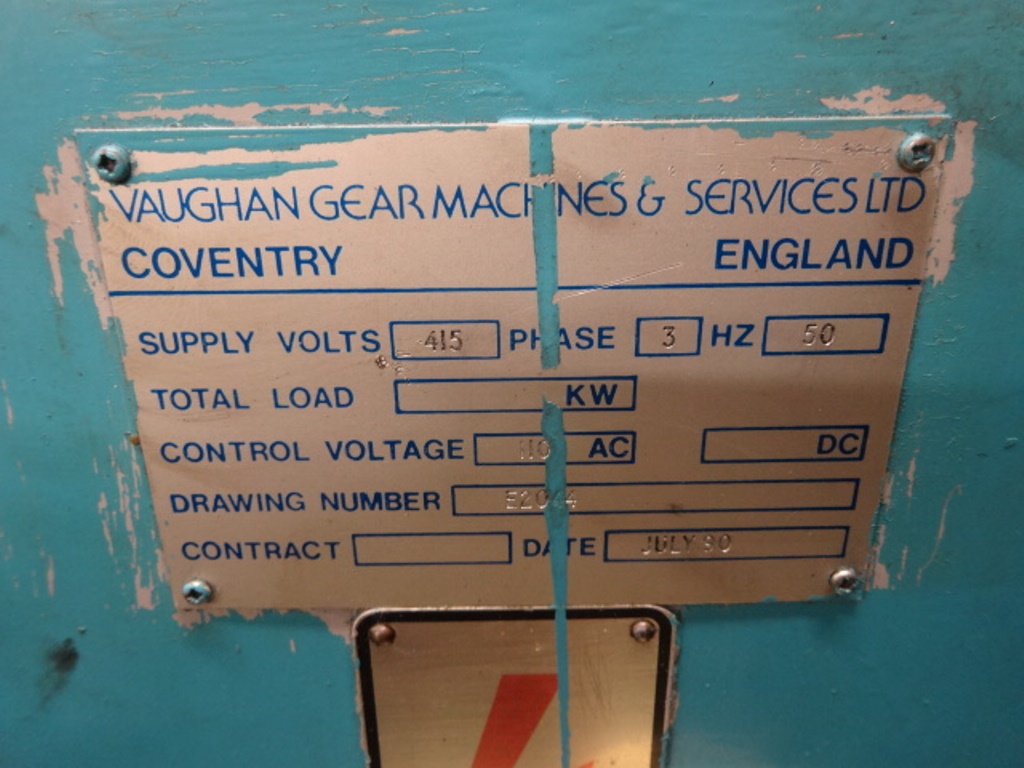 VAUGHAN GEAR MACHINES & SERVICES LTD
COVENTRY ENGLAND
SUPPLY VOLTS 415 PHASE 3 HZ 50
TOTAL LOAD KW
CONTROL VOLTAGE 110 AC DC
DRAWING NUMBER
CONTRACT DATE JULY 90